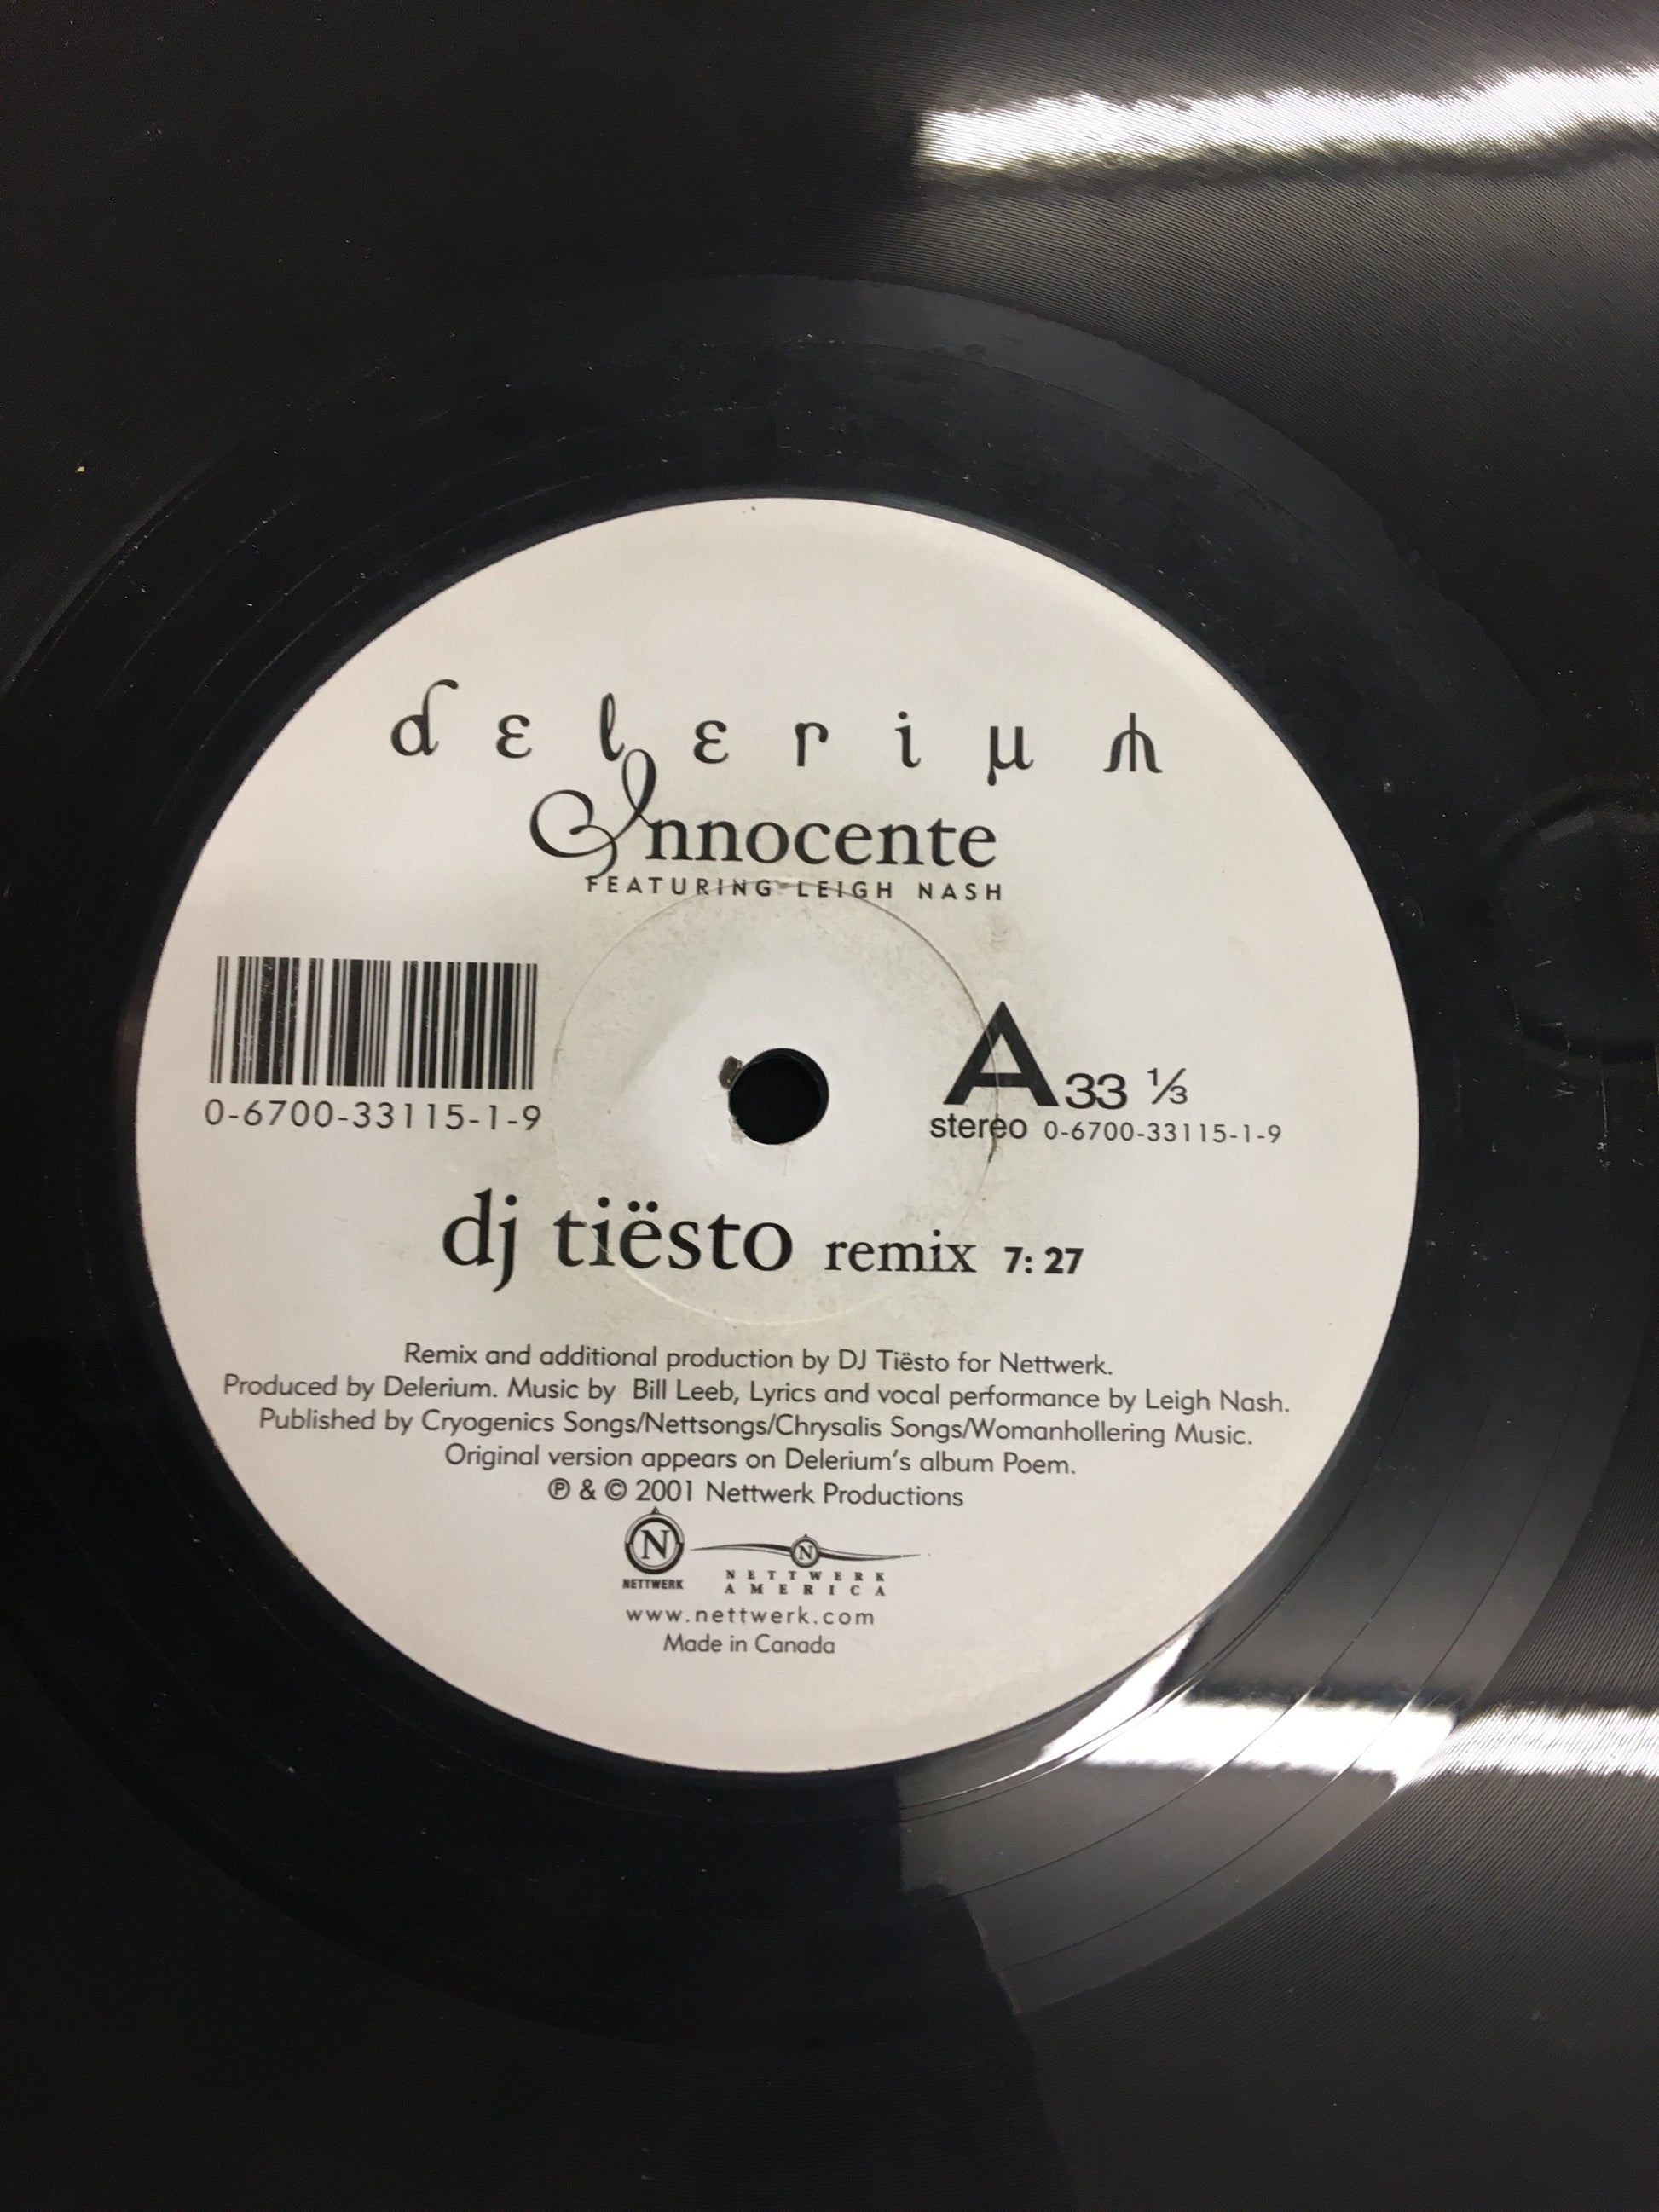 delerium
Innocente
FEATURING LEIGH NASH
0-6700-33115-1-9
A 33 ⅓
stereo 0-6700-33115-1-9
dj tiësto remix 7: 27
Remix and additional production by DJ Tiësto for Nettwerk.
Produced by Delerium. Music by Bill Leeb, Lyrics and vocal performance by Leigh Nash.
Published by Cryogenics Songs/Nettsongs/Chrysalis Songs/Womanhollering Music.
Original version appears on Delerium's album Poem.
℗ & © 2001 Nettwerk Productions
N N
NETTWERK NETTWERK
AMERICA
www.nettwerk.com
Made in Canada